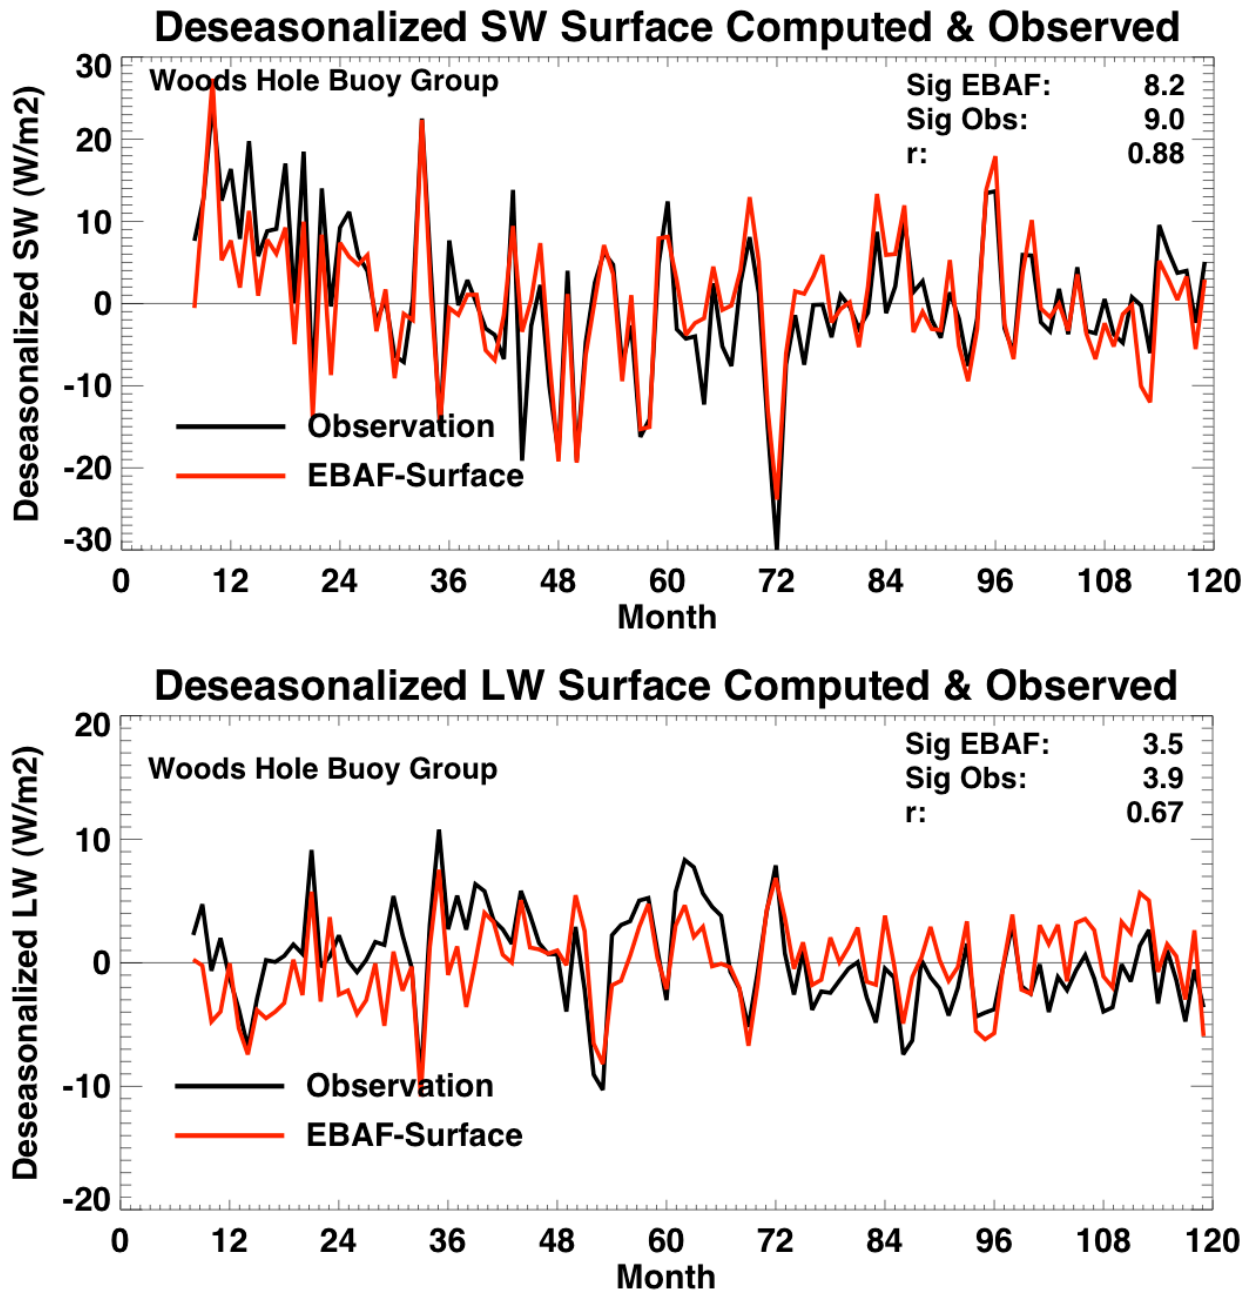 Deseasonalized SW Surface Computed & Observed
Deseasonalized SW (W/m2)
30
20
10
0
-10
-20
-30
Woods Hole Buoy Group
Sig EBAF: 8.2
Sig Obs: 9.0
r: 0.88
Observation
EBAF-Surface
0 12 24 36 48 60 72 84 96 108 120
Month
Deseasonalized LW Surface Computed & Observed
Deseasonalized LW (W/m2)
20
10
0
-10
-20
Woods Hole Buoy Group
Sig EBAF: 3.5
Sig Obs: 3.9
r: 0.67
Observation
EBAF-Surface
0 12 24 36 48 60 72 84 96 108 120
Month